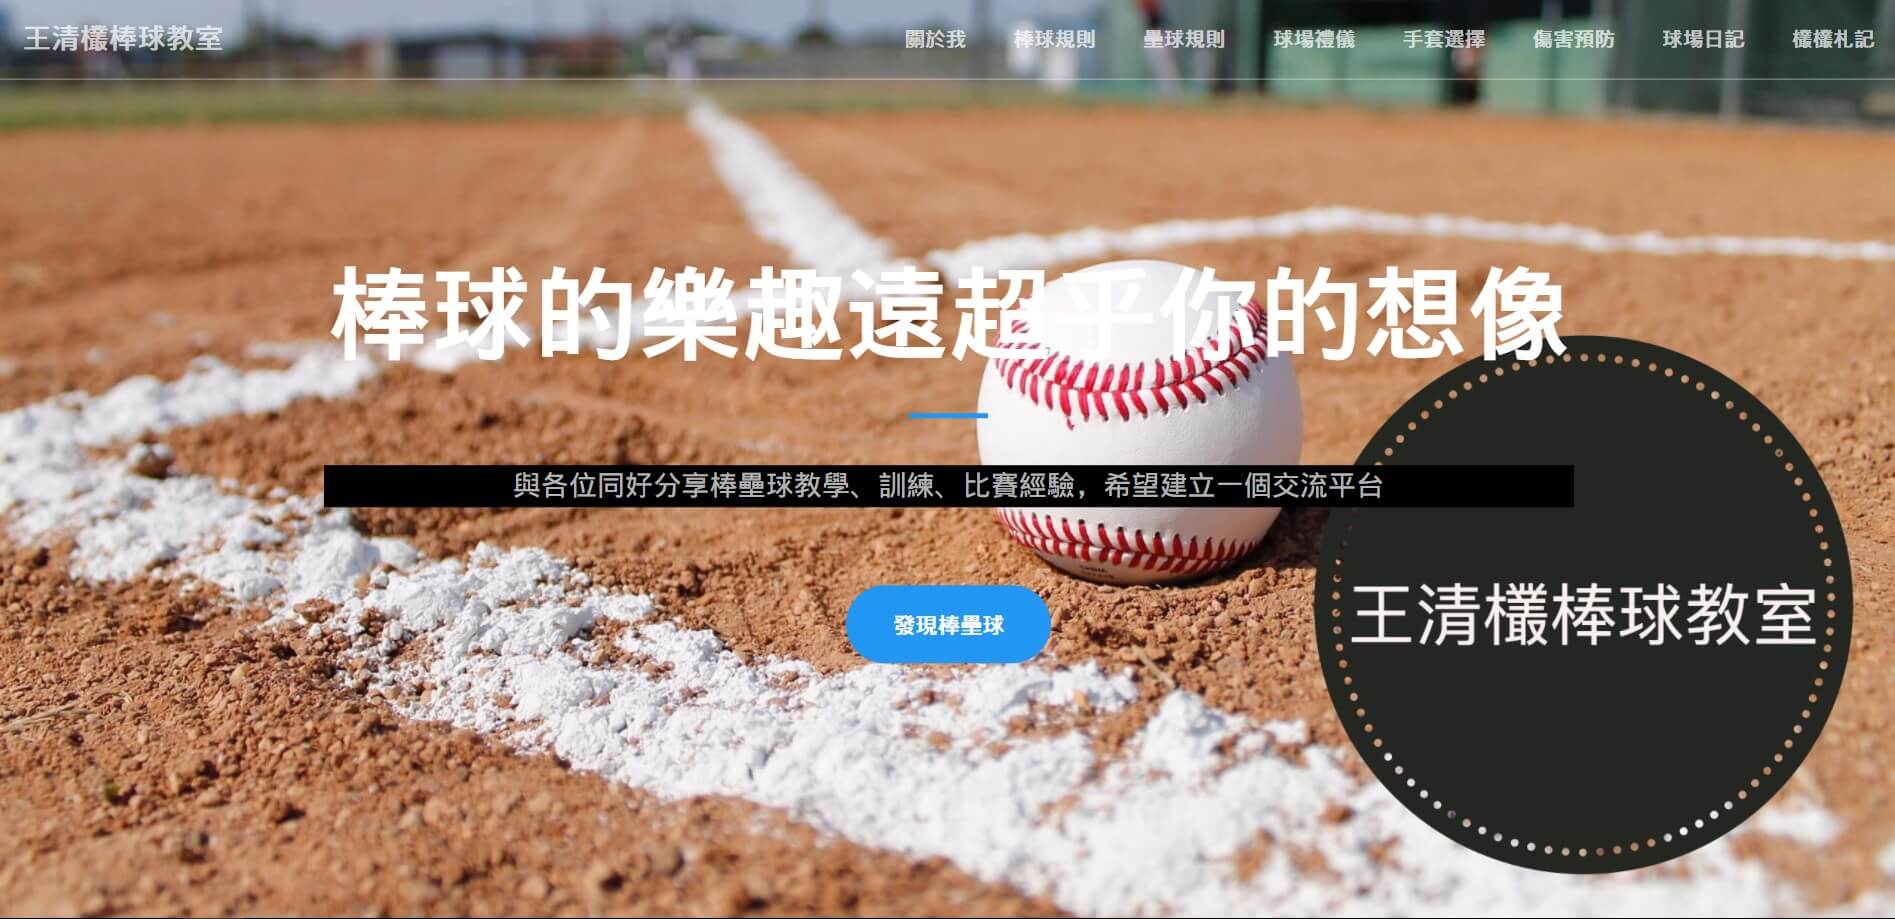 王清欉棒球教室
關於我
棒球規則
壘球規則
球場禮儀
手套選擇
傷害預防
球場日記
欉欉札記
棒球的樂趣遠超乎你的想像
與各位同好分享棒壘球教學、訓練、比賽經驗，希望建立一個交流平台
發現棒壘球
王清欉棒球教室